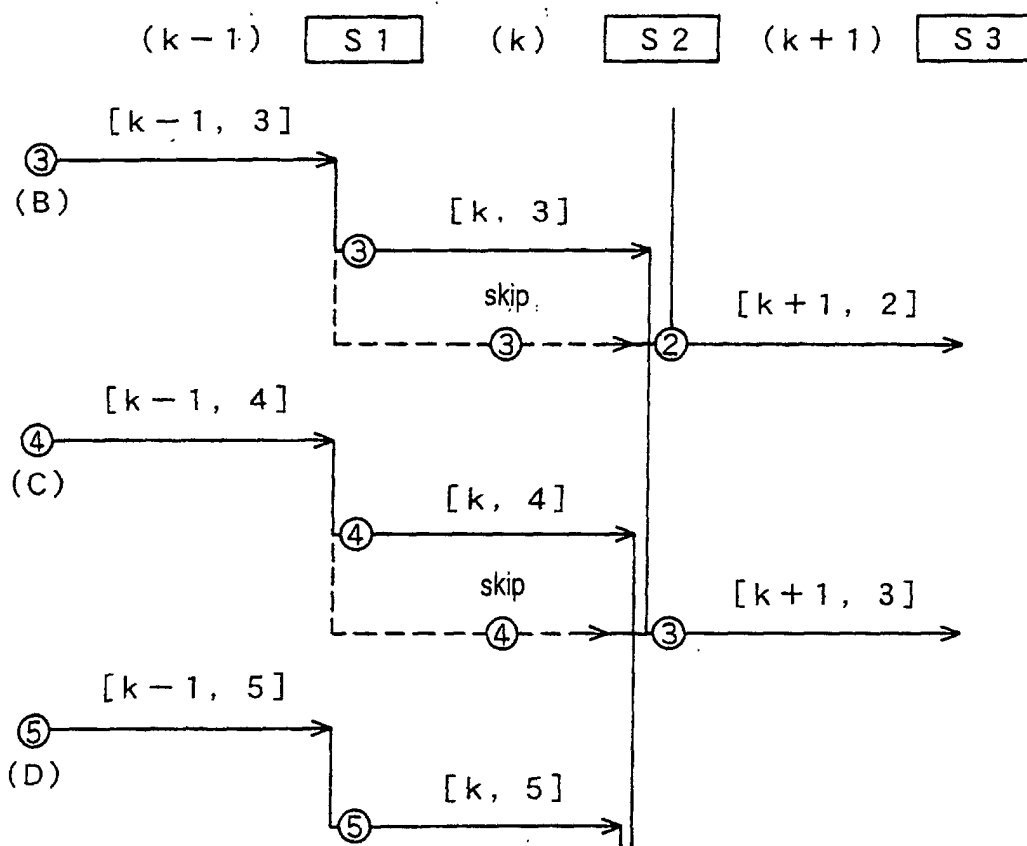 (k-1) S1 (k) S2 (k+1) S3
[k-1, 3]
③
(B)
[k, 3]
③
skip
③ ② [k+1, 2]
[k-1, 4]
④
(C)
[k, 4]
④
skip
④ ③ [k+1, 3]
[k-1, 5]
⑤
(D)
[k, 5]
⑤